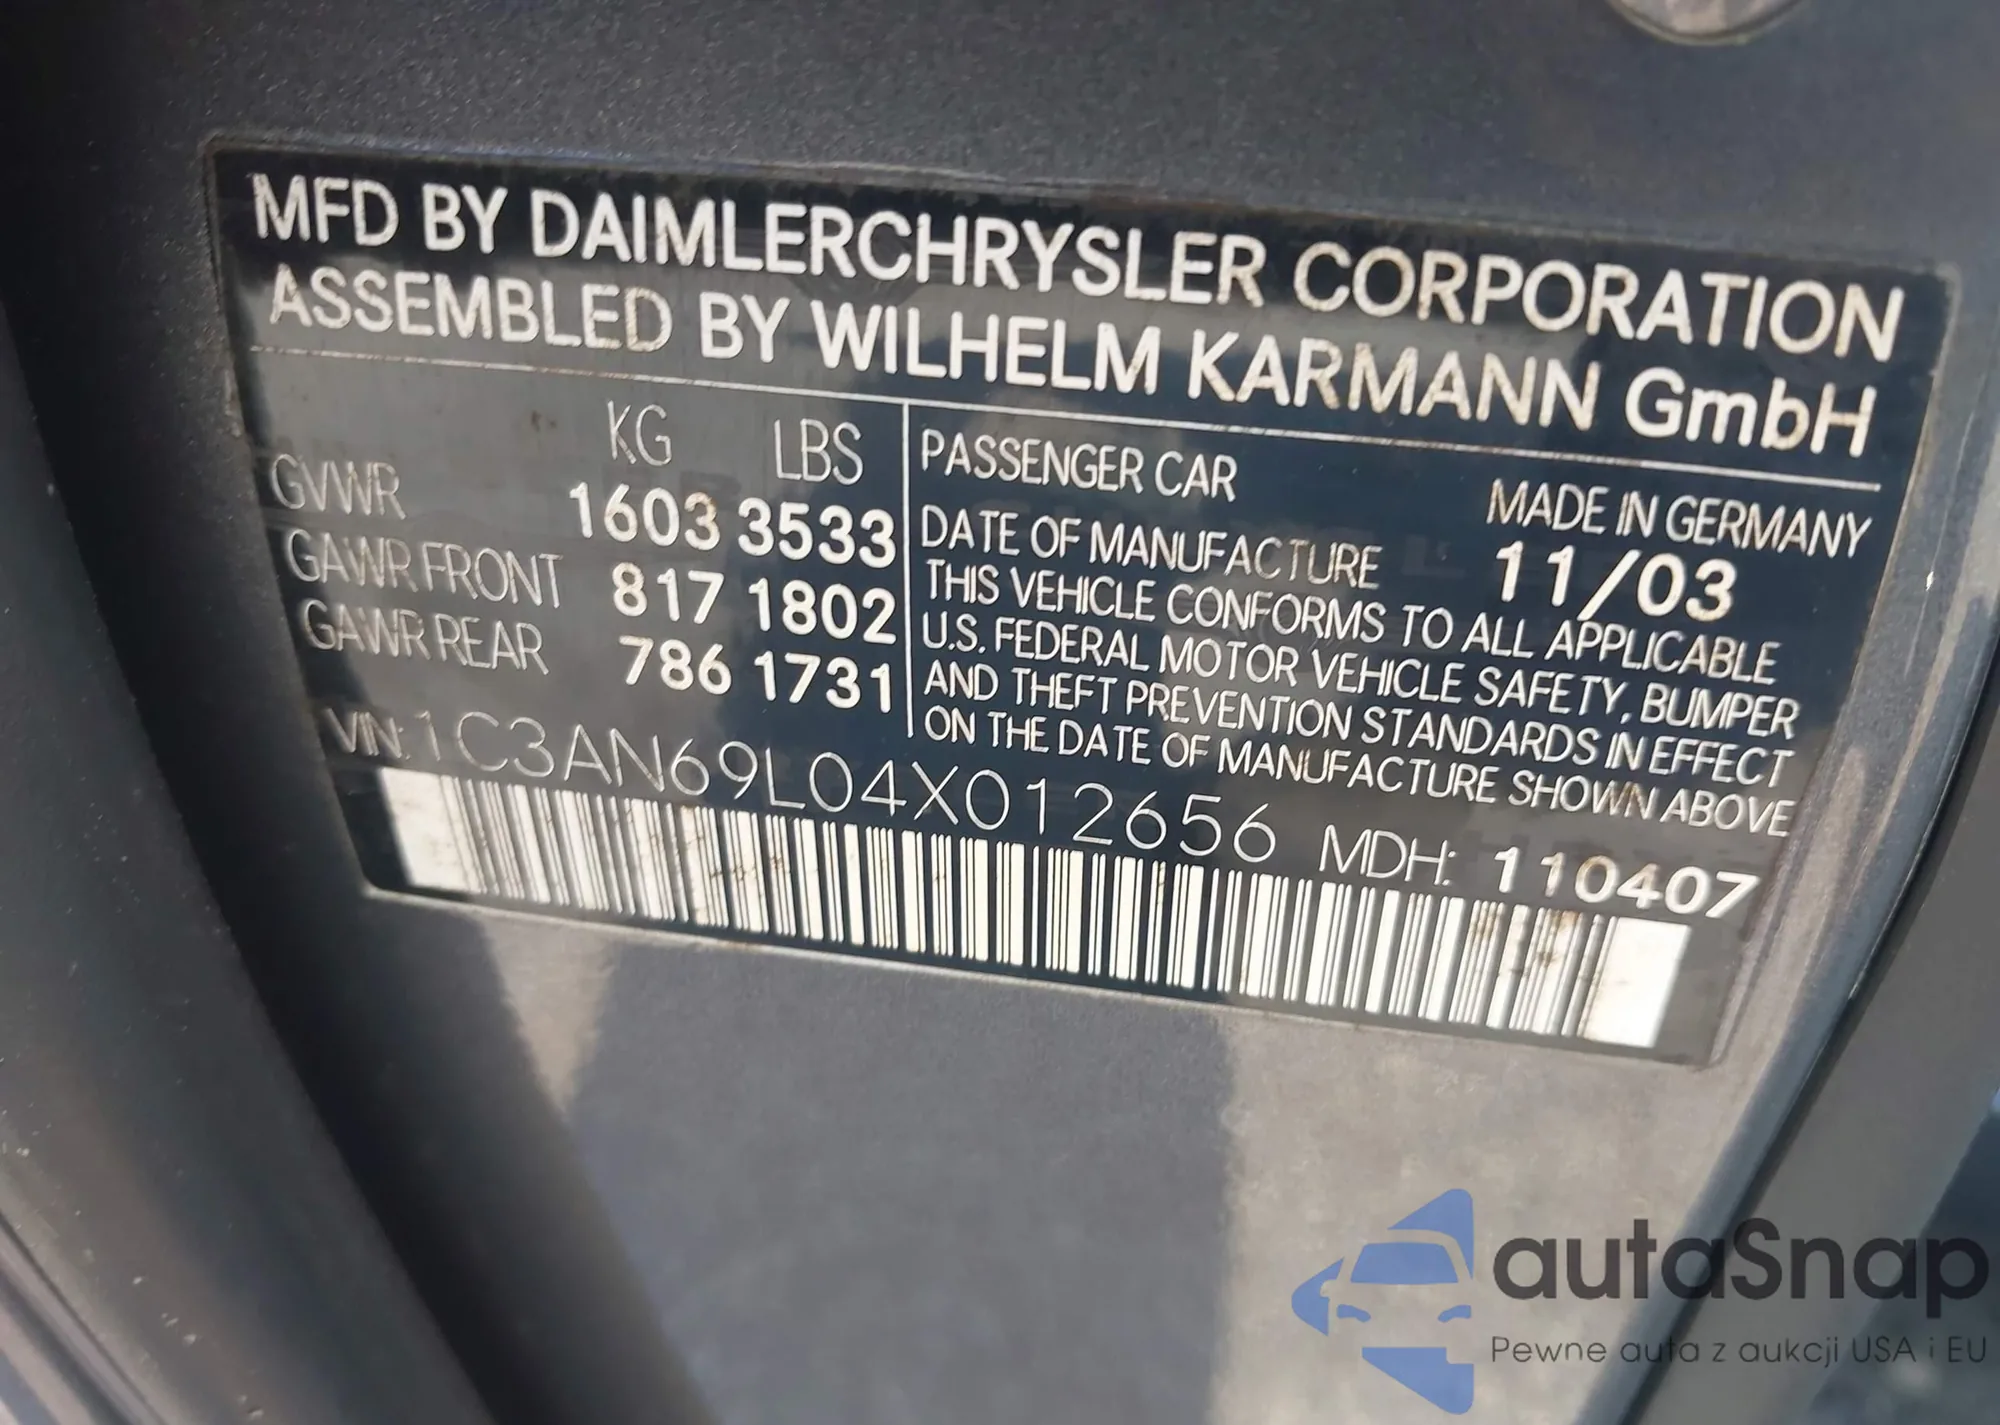 MFD BY DAIMLERCHRYSLER CORPORATION
ASSEMBLED BY WILHELM KARMANN GmbH
KG LBS
GVWR 1603 3533
GAWR FRONT 817 1802
GAWR REAR 786 1731
PASSENGER CAR MADE IN GERMANY
DATE OF MANUFACTURE 11/03
THIS VEHICLE CONFORMS TO ALL APPLICABLE
U.S. FEDERAL MOTOR VEHICLE SAFETY, BUMPER
AND THEFT PREVENTION STANDARDS IN EFFECT
ON THE DATE OF MANUFACTURE SHOWN ABOVE
VIN: 1C3AN69L04X012656 MDH: 110407
autaSnap
Pewne auta z aukcji USA i EU